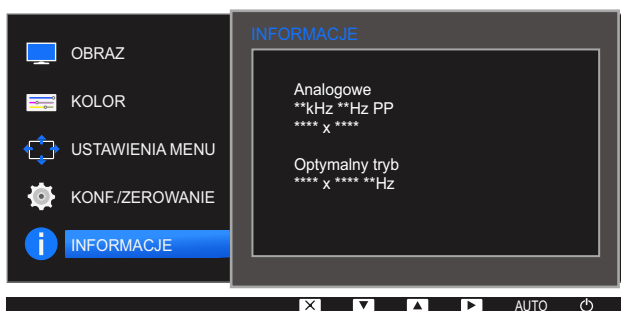 OBRAZ
KOLOR
USTAWIENIA MENU
KONF./ZEROWANIE
INFORMACJE
INFORMACJE
Analogowe
**kHz **Hz PP
**** x ****
Optymalny tryb
**** x **** **Hz
AUTO